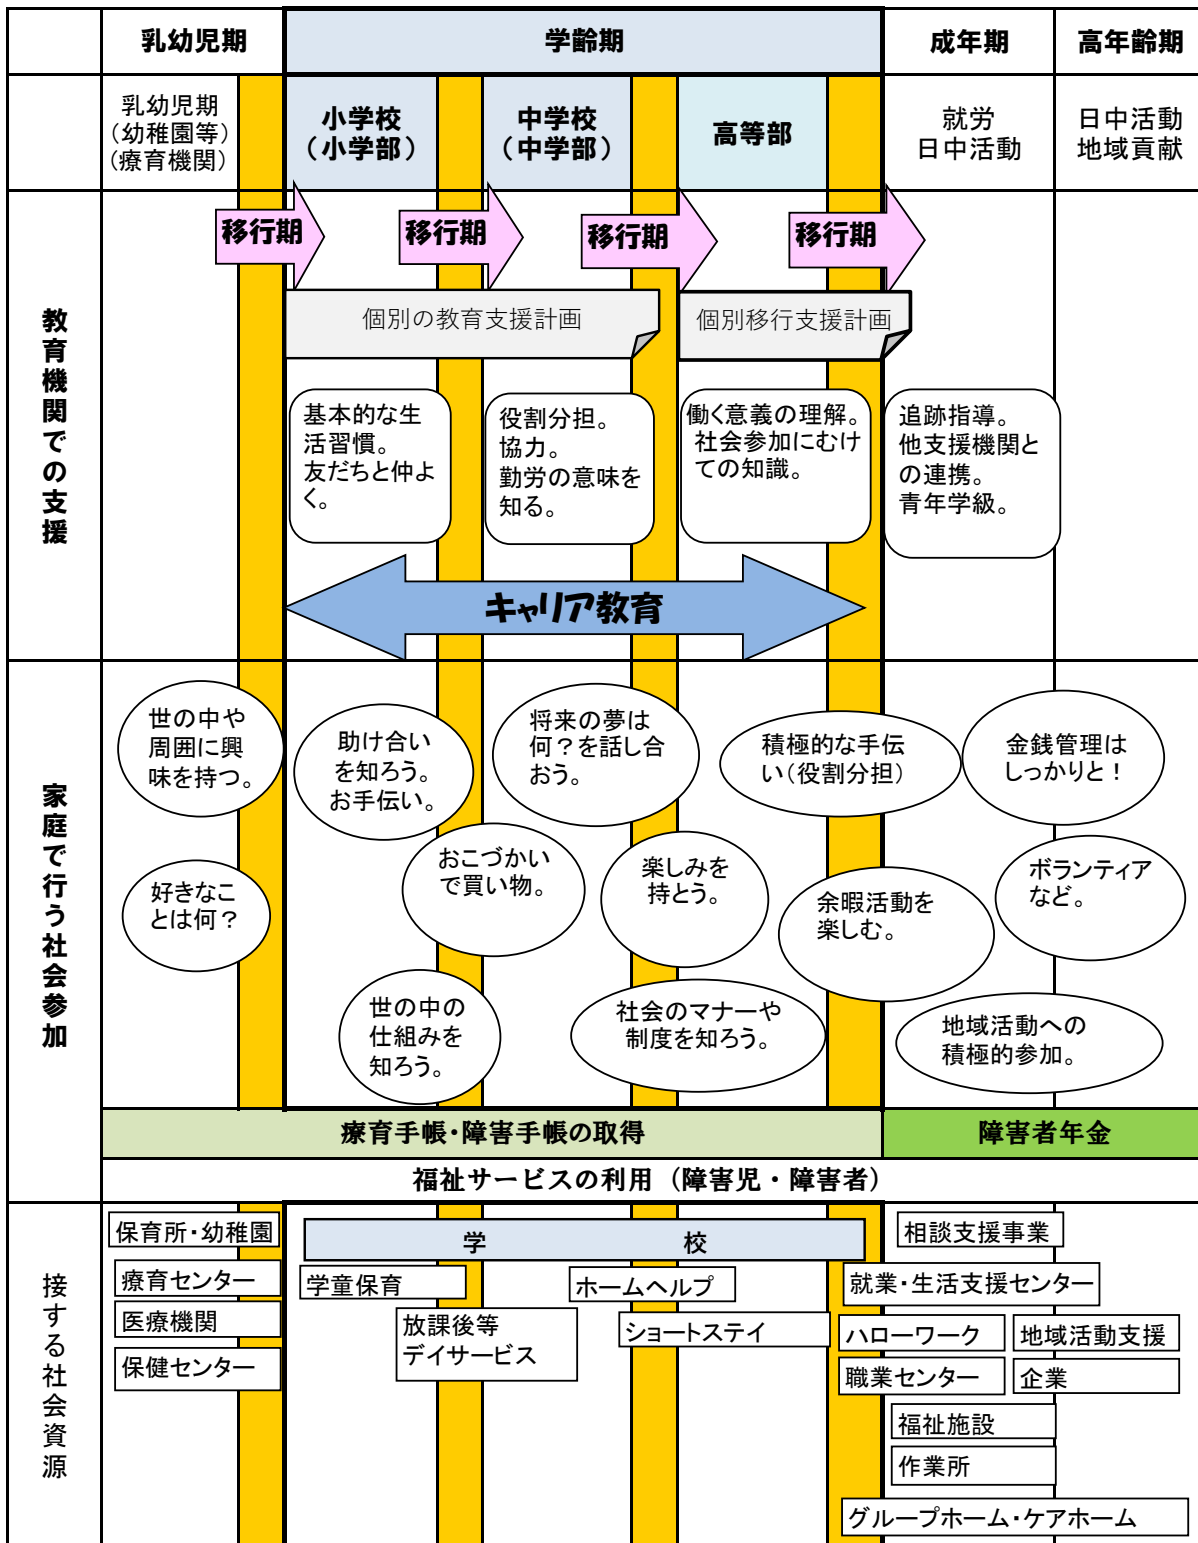 乳幼児期
学齢期
成年期
高年齢期
乳幼児期
（幼稚園等）
（療育機関）
小学校
（小学部）
中学校
（中学部）
高等部
就労
日中活動
日中活動
地域貢献
教育機関での支援
移行期
移行期
移行期
移行期
個別の教育支援計画
個別移行支援計画
基本的な生
活習慣。
友だちと仲よ
く。
役割分担。
協力。
勤労の意味を
知る。
働く意義の理解。
社会参加にむけ
ての知識。
追跡指導。
他支援機関と
の連携。
青年学級。
キャリア教育
家庭で行う社会参加
世の中や
周囲に興
味を持つ。
助け合い
を知ろう。
お手伝い。
将来の夢は
何？を話し合
おう。
積極的な手伝
い（役割分担）
金銭管理は
しっかりと！
好きなこ
とは何？
おこづかい
で買い物。
楽しみを
持とう。
余暇活動を
楽しむ。
ボランティア
など。
世の中の
仕組みを
知ろう。
社会のマナーや
制度を知ろう。
地域活動への
積極的参加。
療育手帳・障害手帳の取得
障害者年金
福祉サービスの利用（障害児・障害者）
接する社会資源
保育所・幼稚園
療育センター
医療機関
保健センター
学校
学童保育
放課後等
デイサービス
ホームヘルプ
ショートステイ
相談支援事業
就業・生活支援センター
ハローワーク
地域活動支援
職業センター
企業
福祉施設
作業所
グループホーム・ケアホーム